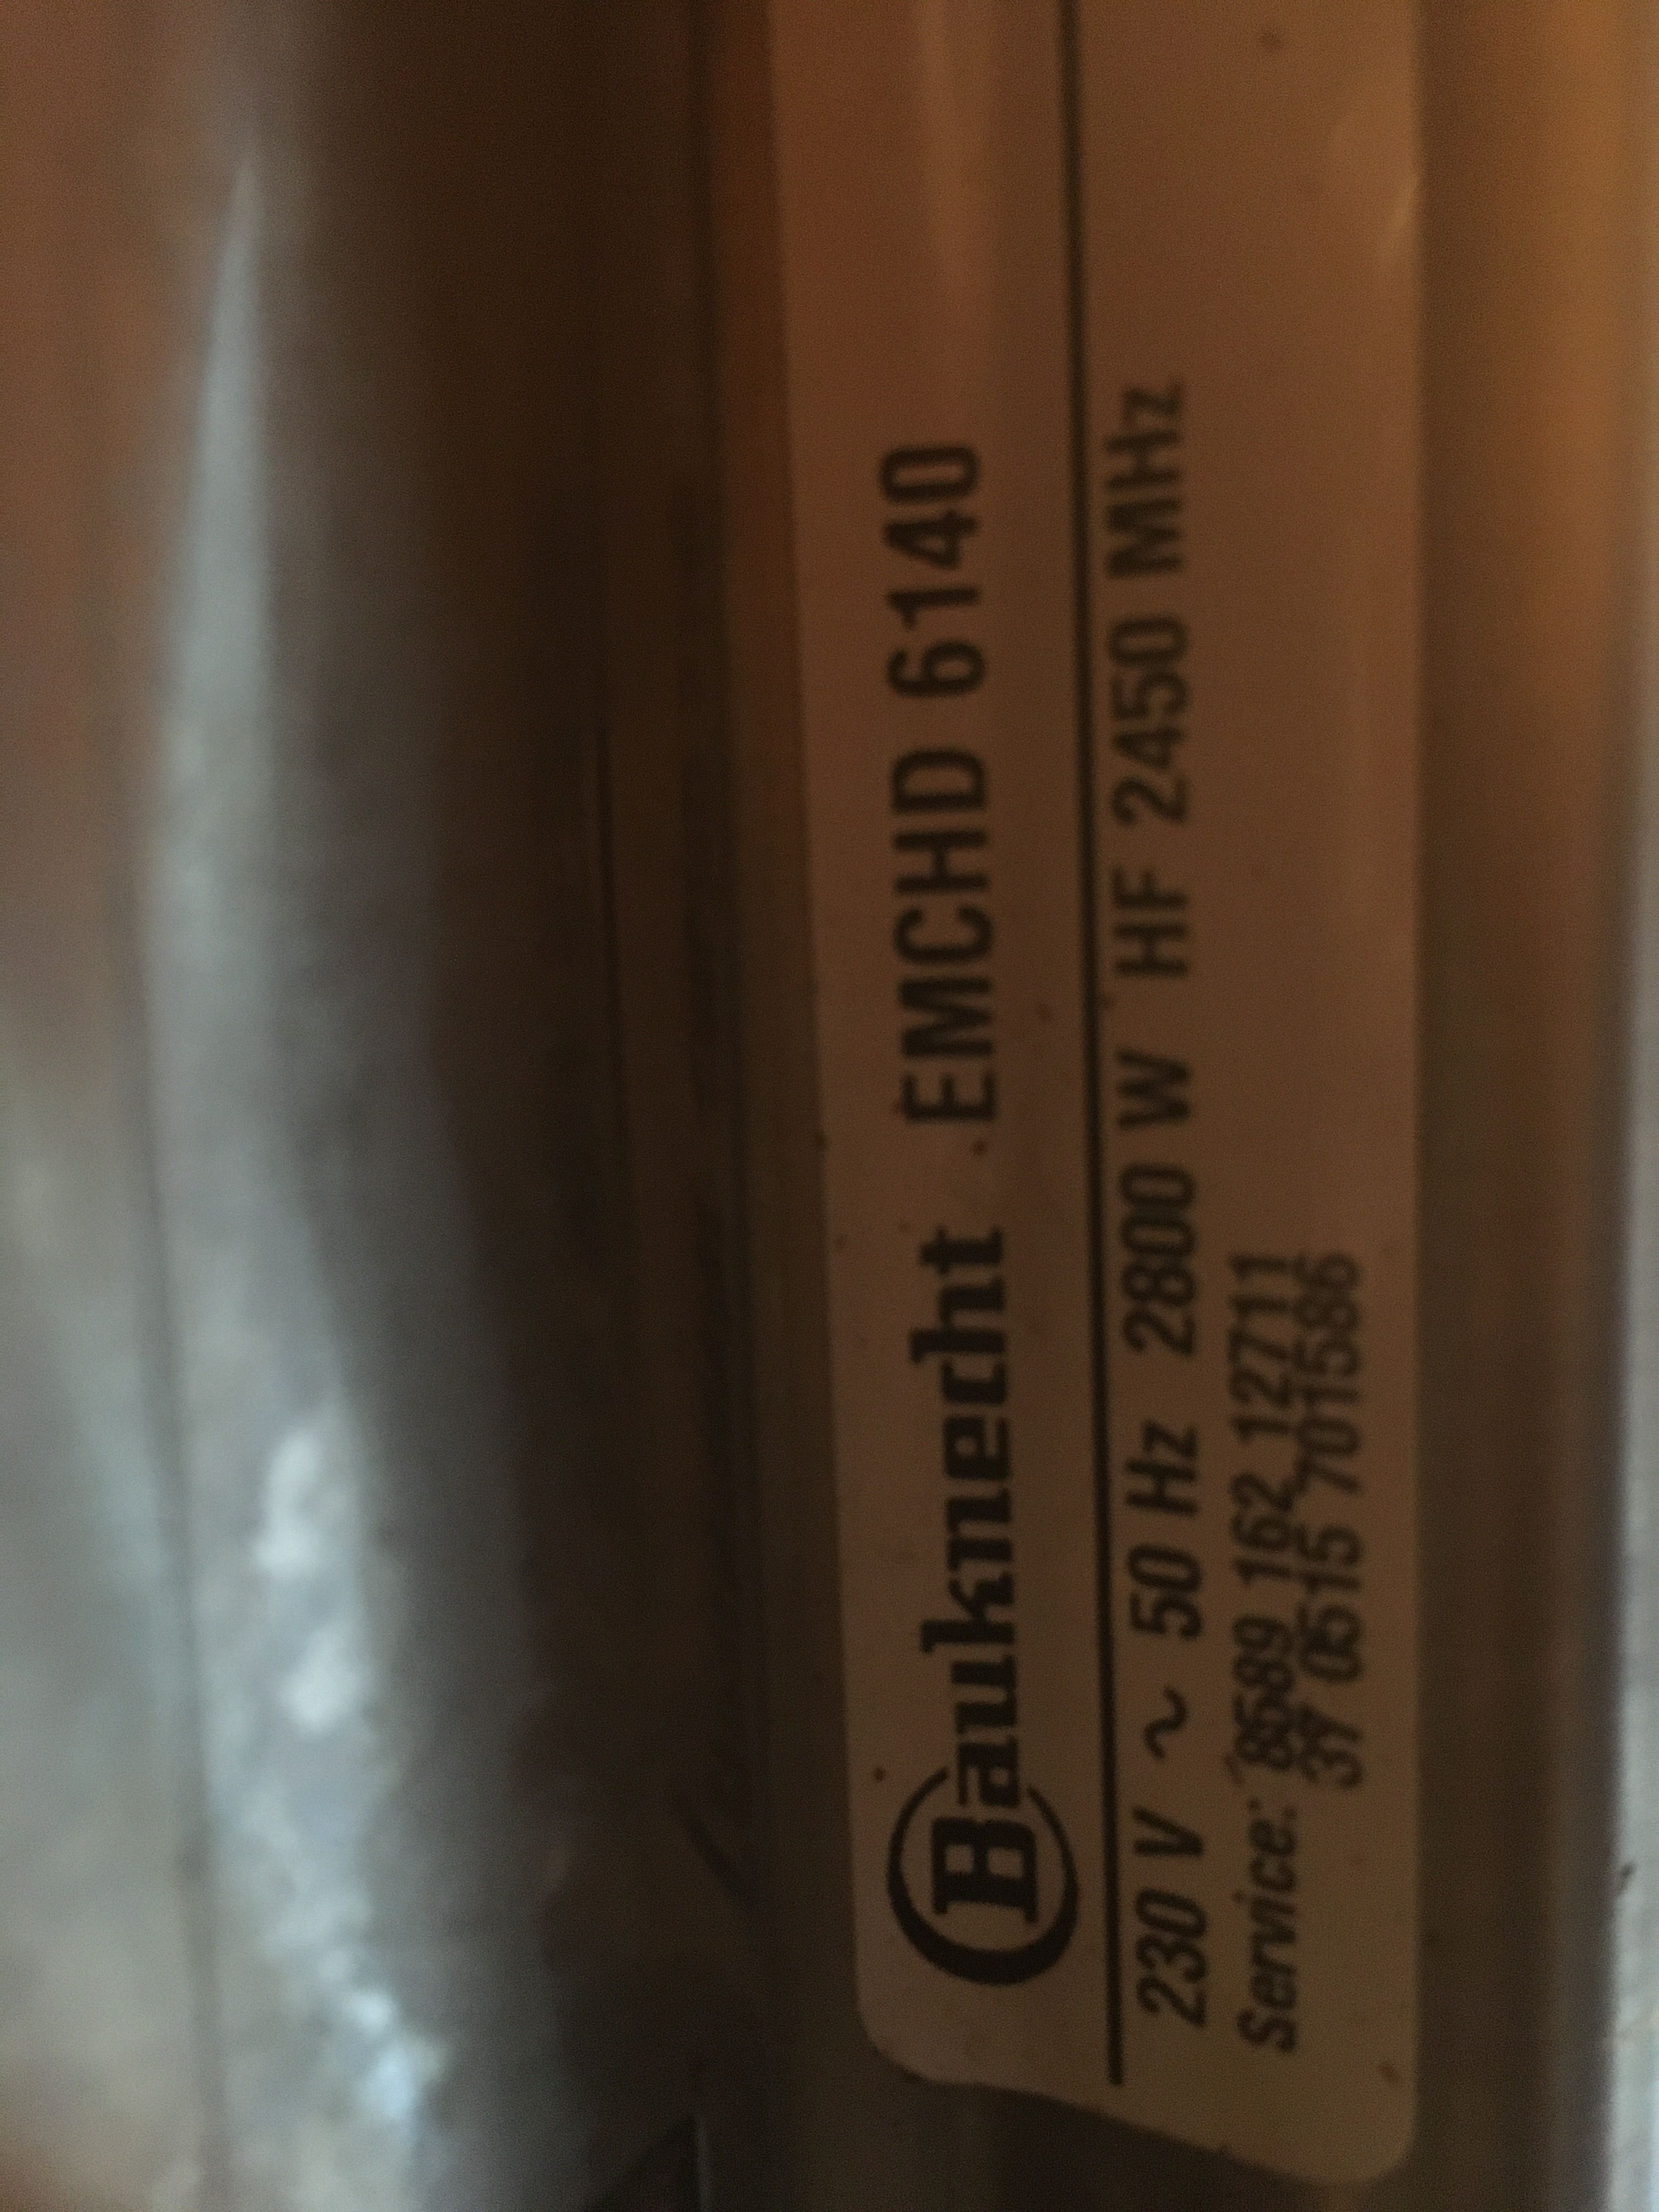 Bauknecht EMCHD 6140
230 V ~ 50 Hz 2800 W HF 2450 MHz
Service: 8589 162 12711
37 0515 701586